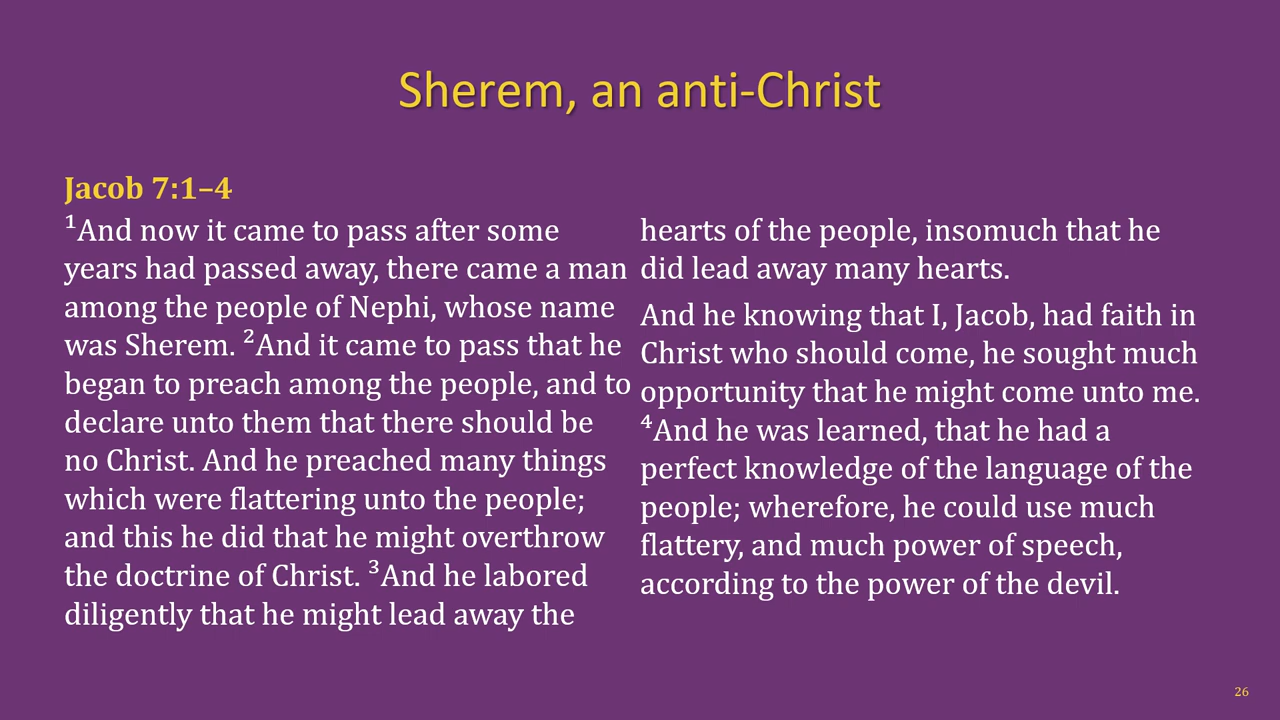 Sherem, an anti-Christ
Jacob 7:1–4
¹And now it came to pass after some
years had passed away, there came a man
among the people of Nephi, whose name
was Sherem. ²And it came to pass that he
began to preach among the people, and to
declare unto them that there should be
no Christ. And he preached many things
which were flattering unto the people;
and this he did that he might overthrow
the doctrine of Christ. ³And he labored
diligently that he might lead away the
hearts of the people, insomuch that he
did lead away many hearts.
And he knowing that I, Jacob, had faith in
Christ who should come, he sought much
opportunity that he might come unto me.
⁴And he was learned, that he had a
perfect knowledge of the language of the
people; wherefore, he could use much
flattery, and much power of speech,
according to the power of the devil.
26